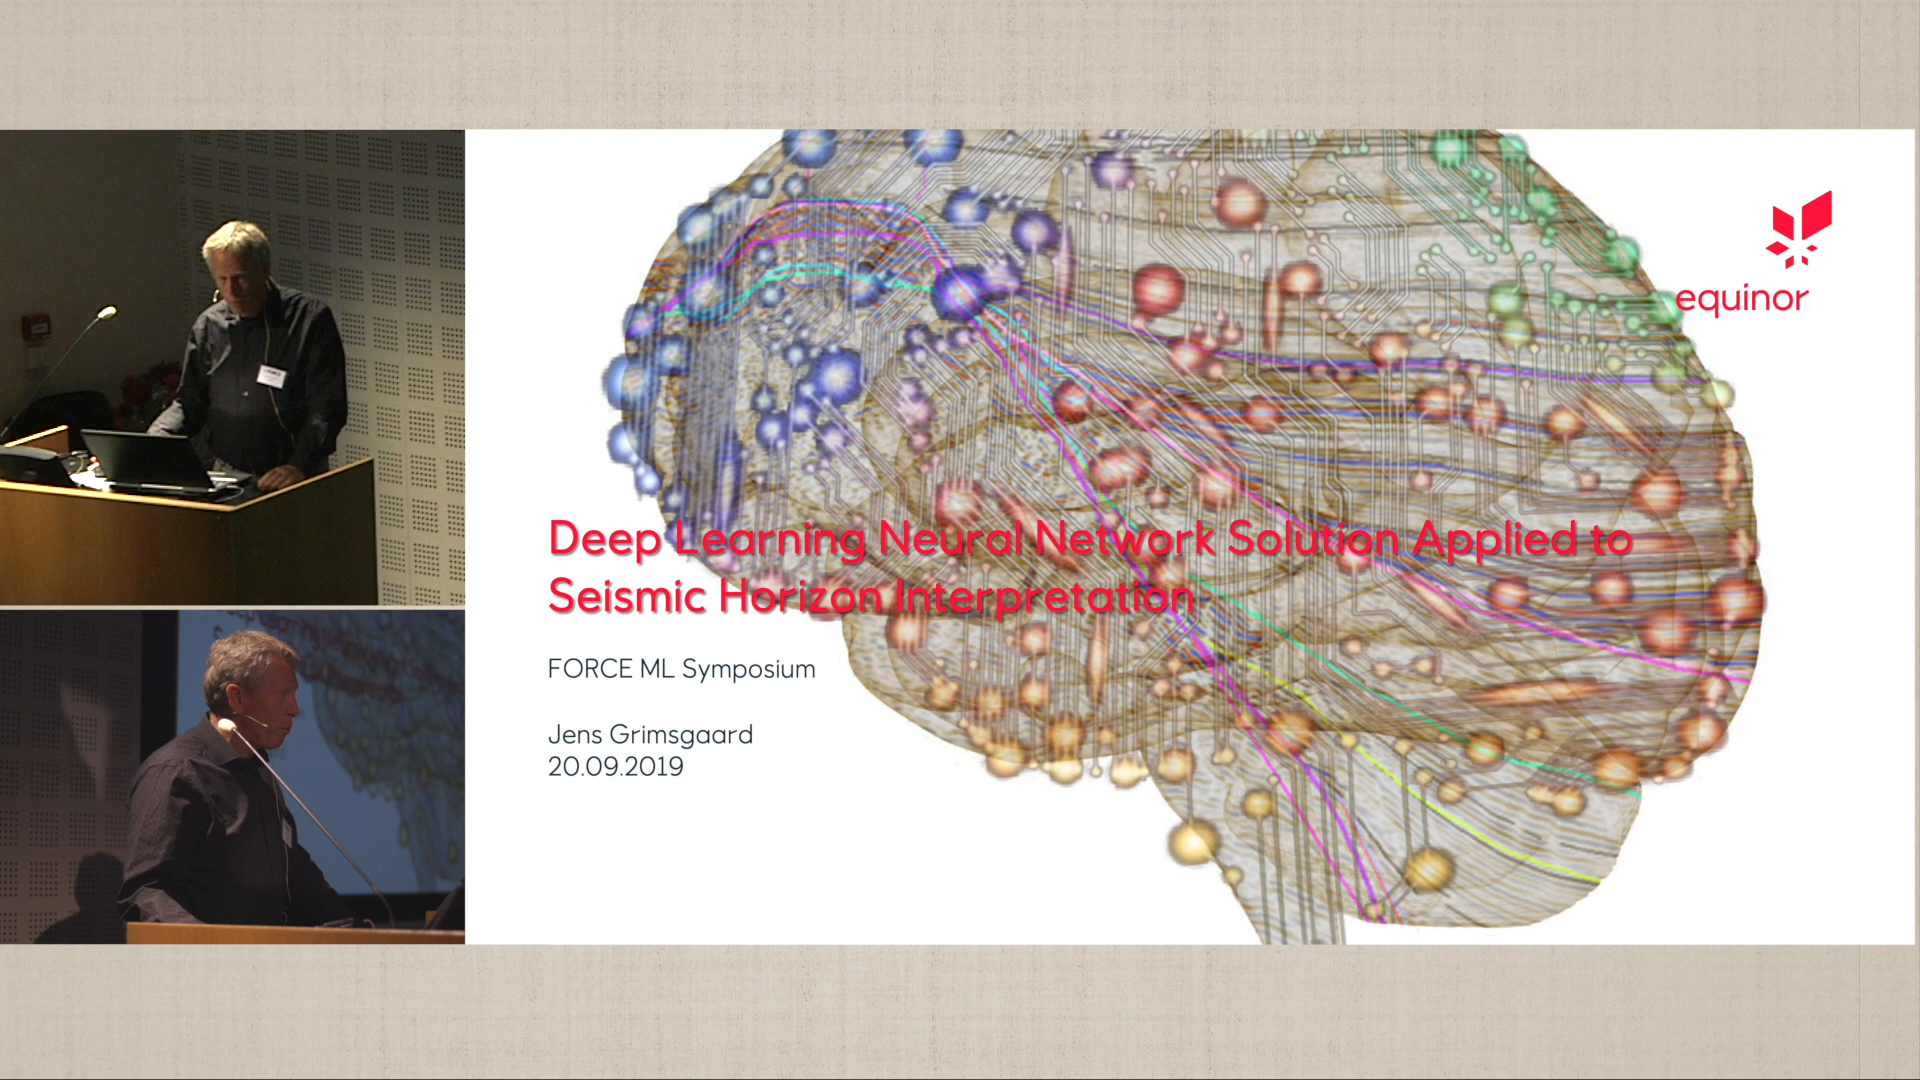 equinor
Deep Learning Neural Network Solution Applied to
Seismic Horizon Interpretation
FORCE ML Symposium
Jens Grimsgaard
20.09.2019